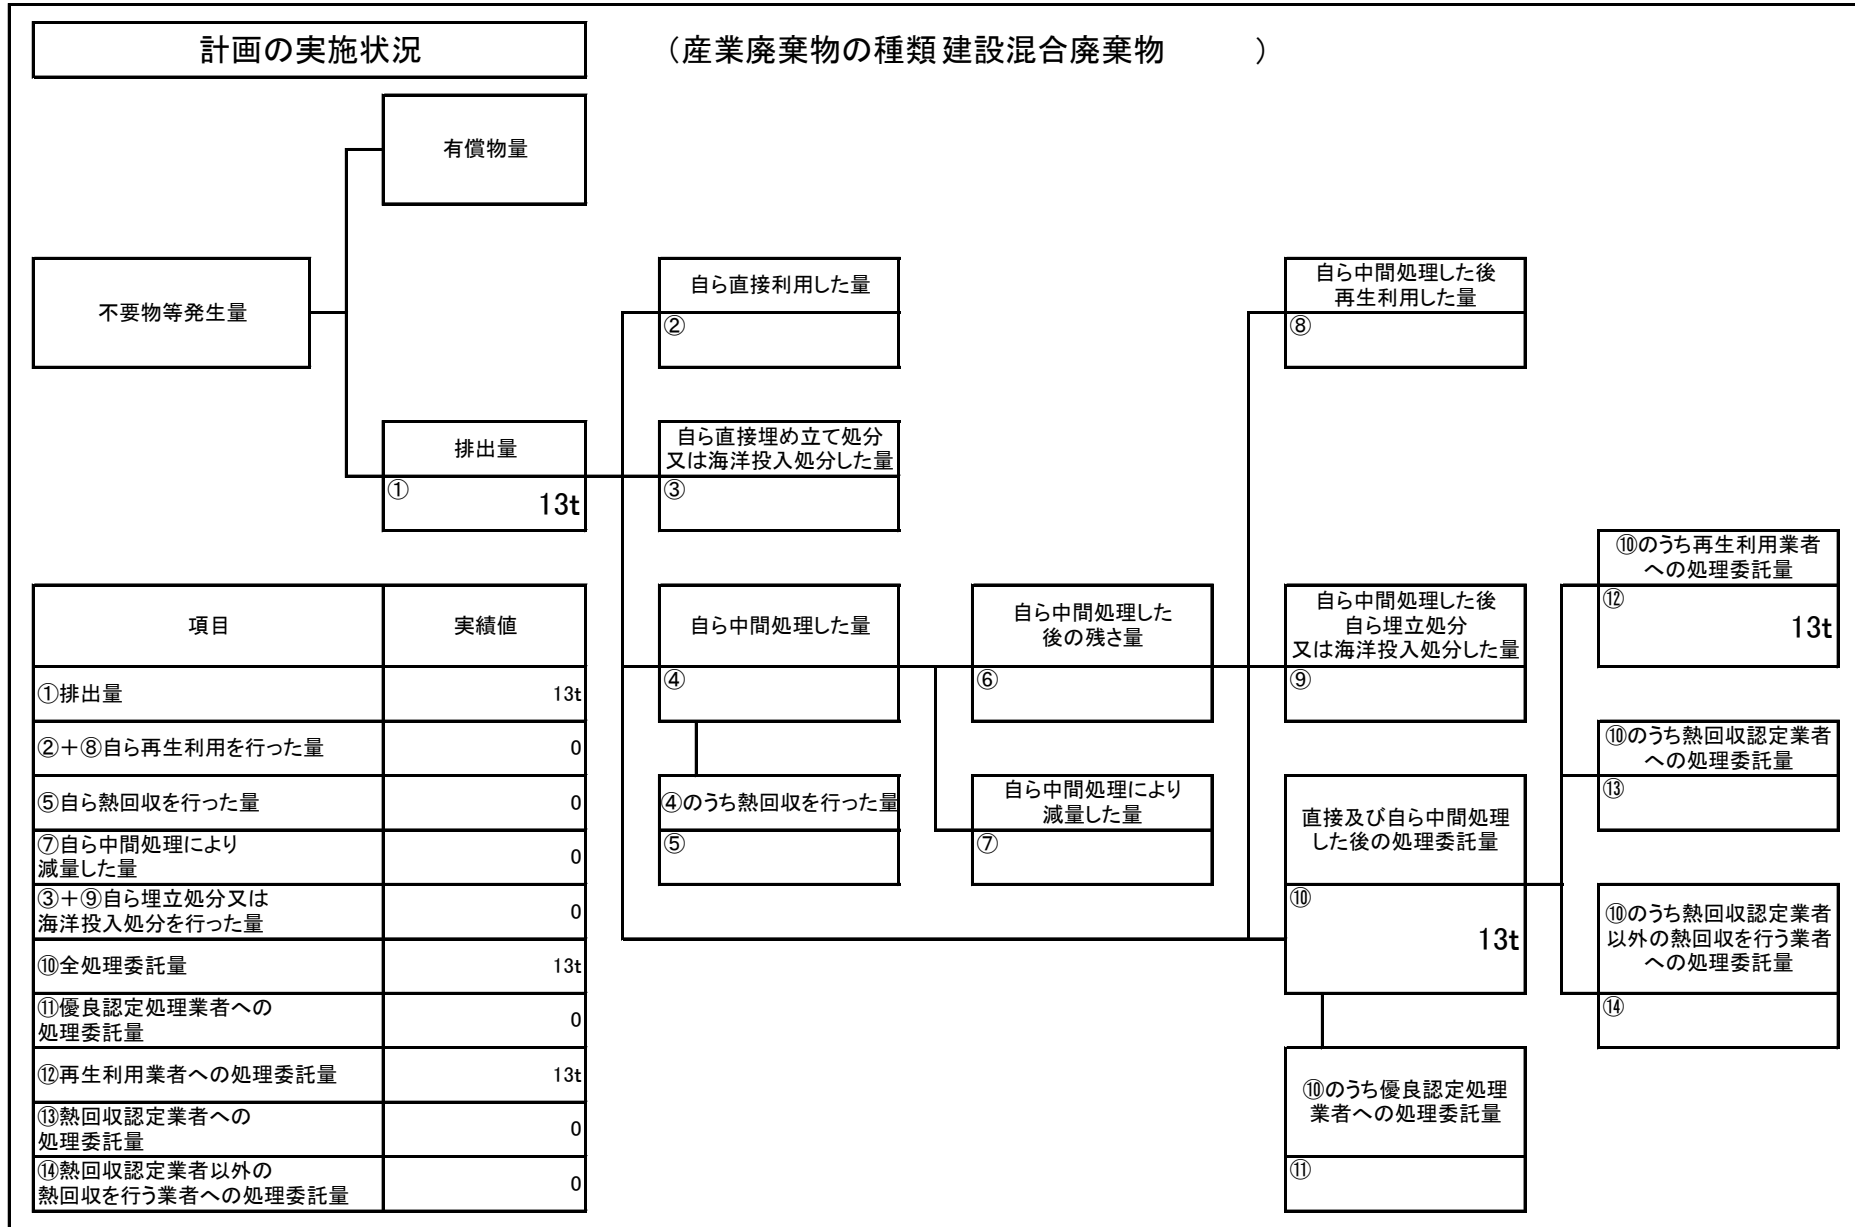 計画の実施状況
（産業廃棄物の種類 建設混合廃棄物　　　）
有償物量
不要物等発生量
自ら直接利用した量
②
自ら中間処理した後
再生利用した量
⑧
排出量
① 13t
自ら直接埋め立て処分
又は海洋投入処分した量
③
⑩のうち再生利用業者
への処理委託量
⑫
13t
自ら中間処理した量
④
自ら中間処理した
後の残さ量
⑥
自ら中間処理した後
自ら埋立処分
又は海洋投入処分した量
⑨
⑩のうち熱回収認定業者
への処理委託量
⑬
④のうち熱回収を行った量
⑤
自ら中間処理により
減量した量
⑦
直接及び自ら中間処理
した後の処理委託量
⑩
13t
⑩のうち熱回収認定業者
以外の熱回収を行う業者
への処理委託量
⑭
⑩のうち優良認定処理
業者への処理委託量
⑪
項目 実績値
①排出量 13t
②＋⑧自ら再生利用を行った量 0
⑤自ら熱回収を行った量 0
⑦自ら中間処理により
減量した量 0
③＋⑨自ら埋立処分又は
海洋投入処分を行った量 0
⑩全処理委託量 13t
⑪優良認定処理業者への
処理委託量 0
⑫再生利用業者への処理委託量 13t
⑬熱回収認定業者への
処理委託量 0
⑭熱回収認定業者以外の
熱回収を行う業者への処理委託量 0